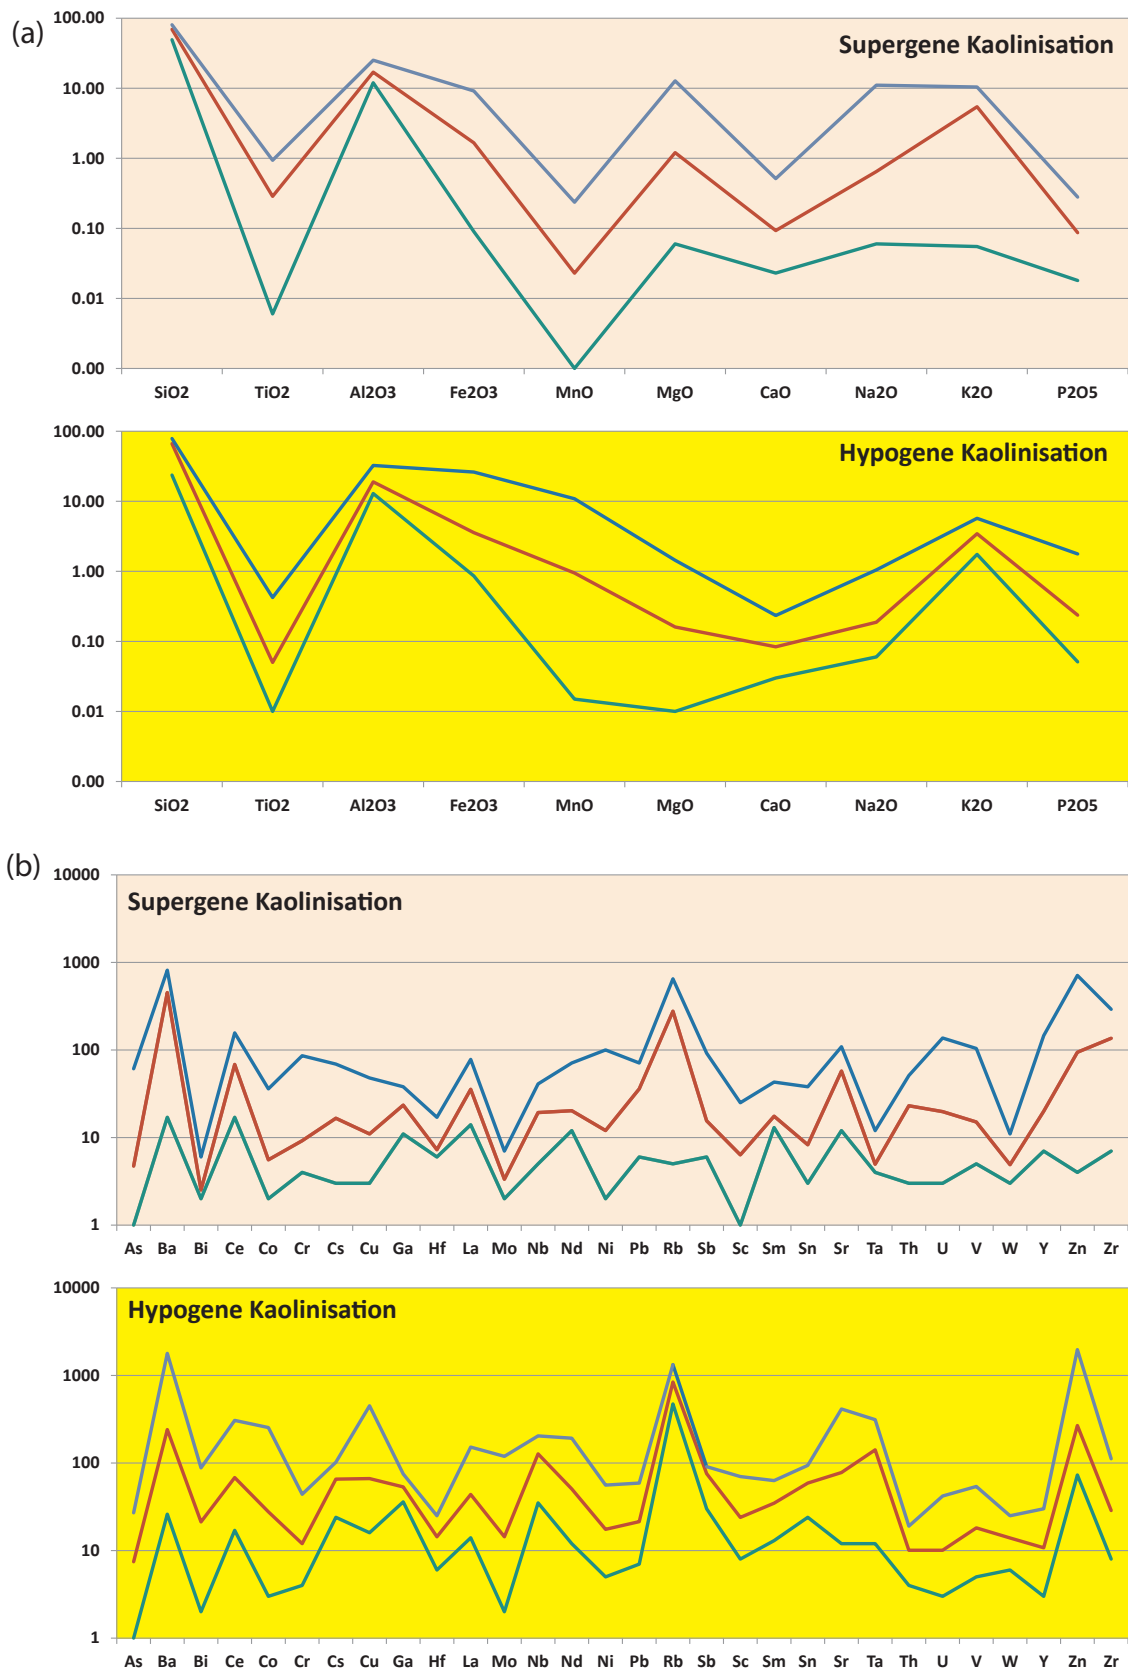 (a)
Supergene Kaolinisation
100.00
10.00
1.00
0.10
0.01
0.00
SiO2 TiO2 Al2O3 Fe2O3 MnO MgO CaO Na2O K2O P2O5
Hypogene Kaolinisation
100.00
10.00
1.00
0.10
0.01
0.00
SiO2 TiO2 Al2O3 Fe2O3 MnO MgO CaO Na2O K2O P2O5
(b)
Supergene Kaolinisation
10000
1000
100
10
1
As Ba Bi Ce Co Cr Cs Cu Ga Hf La Mo Nb Nd Ni Pb Rb Sb Sc Sm Sn Sr Ta Th U V W Y Zn Zr
Hypogene Kaolinisation
10000
1000
100
10
1
As Ba Bi Ce Co Cr Cs Cu Ga Hf La Mo Nb Nd Ni Pb Rb Sb Sc Sm Sn Sr Ta Th U V W Y Zn Zr